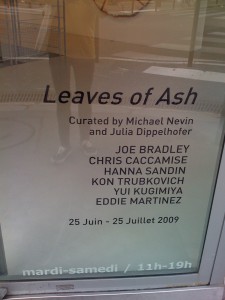 Leaves of Ash
Curated by Michael Nevin
and Julia Dippelhofer
JOE BRADLEY
CHRIS CACCAMISE
HANNA SANDIN
KON TRUBKOVICH
YUI KUGIMIYA
EDDIE MARTINEZ
25 Juin - 25 Juillet 2009
mardi-samedi / 11h-19h